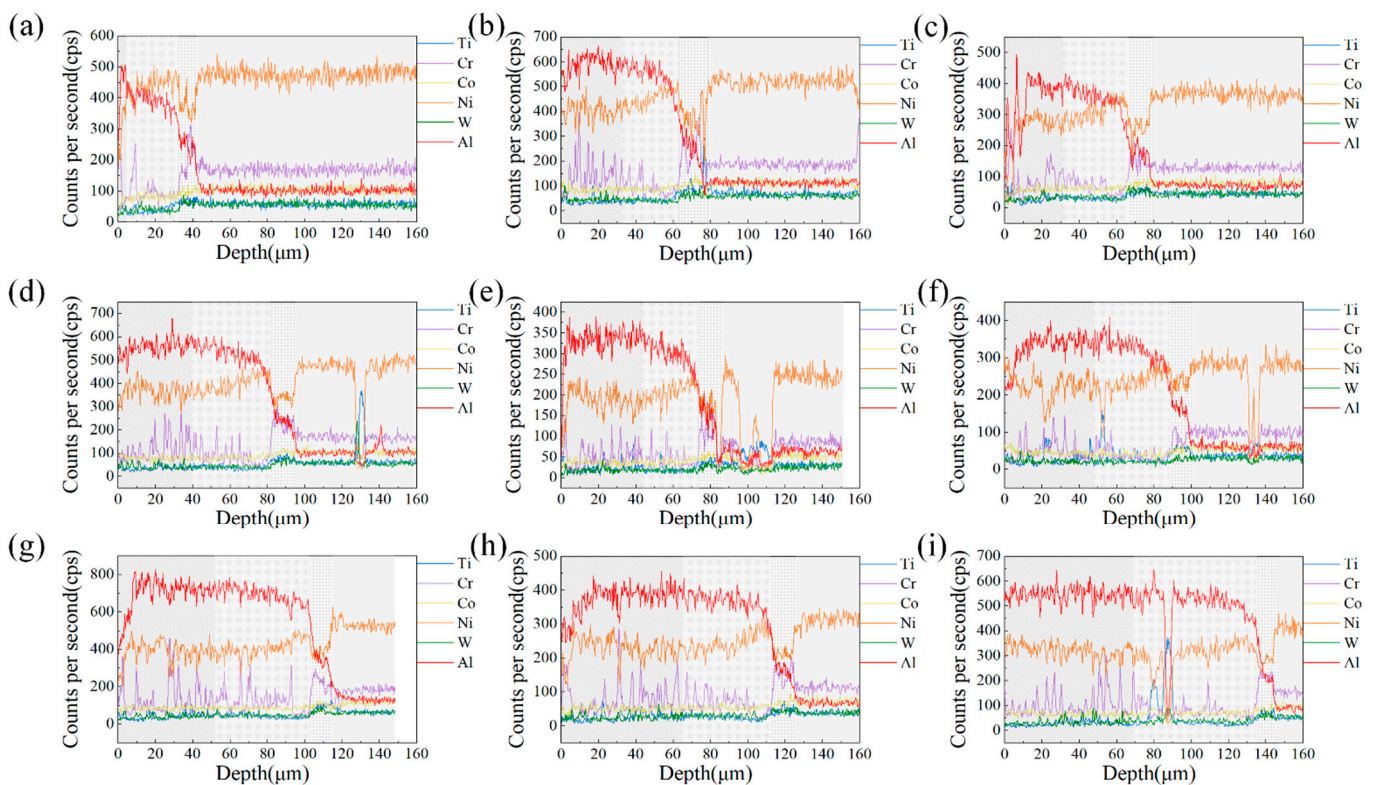 (a)
Counts per second(cps)
600
500
400
300
200
100
0
0 20 40 60 80 100 120 140 160
Depth(μm)
Ti
Cr
Co
Ni
W
Al
(b)
Counts per second(cps)
700
600
500
400
300
200
100
0
0 20 40 60 80 100 120 140 160
Depth(μm)
Ti
Cr
Co
Ni
W
Al
(c)
Counts per second(cps)
500
400
300
200
100
0
0 20 40 60 80 100 120 140 160
Depth(μm)
Ti
Cr
Co
Ni
W
Al
(d)
Counts per second(cps)
700
600
500
400
300
200
100
0
0 20 40 60 80 100 120 140 160
Depth(μm)
Ti
Cr
Co
Ni
W
Al
(e)
Counts per second(cps)
400
350
300
250
200
150
100
50
0
0 20 40 60 80 100 120 140 160
Depth(μm)
Ti
Cr
Co
Ni
W
Al
(f)
Counts per second(cps)
400
300
200
100
0
0 20 40 60 80 100 120 140 160
Depth(μm)
Ti
Cr
Co
Ni
W
Al
(g)
Counts per second(cps)
800
600
400
200
0
0 20 40 60 80 100 120 140 160
Depth(μm)
Ti
Cr
Co
Ni
W
Al
(h)
Counts per second(cps)
500
400
300
200
100
0
0 20 40 60 80 100 120 140 160
Depth(μm)
Ti
Cr
Co
Ni
W
Al
(i)
Counts per second(cps)
700
600
500
400
300
200
100
0
0 20 40 60 80 100 120 140 160
Depth(μm)
Ti
Cr
Co
Ni
W
Al